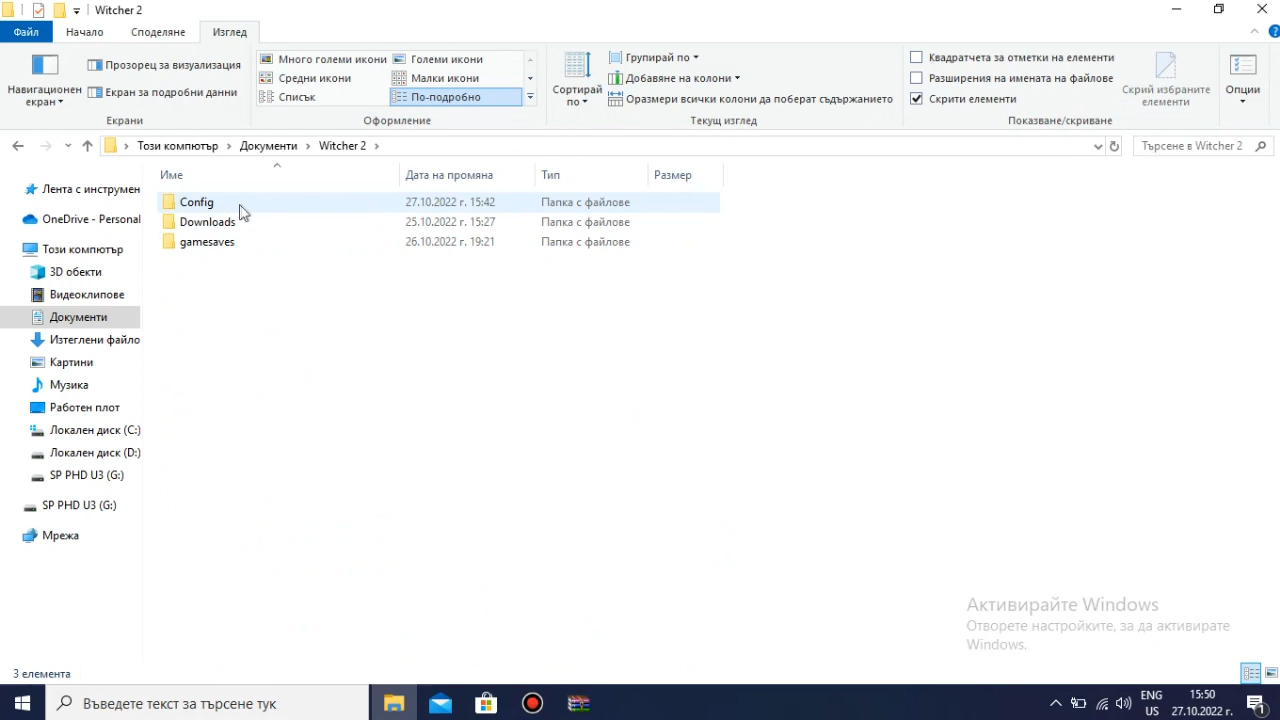 Witcher 2
Файл Начало Споделяне Изглед
Навигационен екран
Прозорец за визуализация
Екран за подробни данни
Екрани
Много големи икони Големи икони
Средни икони Малки икони
Списък По-подробно
Оформление
Сортирай по
Групирай по
Добавяне на колони
Оразмери всички колони да поберат съдържанието
Текущ изглед
Квадратчета за отметки на елементи
Разширения на имената на файлове
Скрити елементи
Скрий избраните елементи
Показване/скриване
Опции
Този компютър Документи Witcher 2
Търсене в Witcher 2
Име Дата на промяна Тип Размер
Config 27.10.2022 г. 15:42 Папка с файлове
Downloads 25.10.2022 г. 15:27 Папка с файлове
gamesaves 26.10.2022 г. 19:21 Папка с файлове
Лента с инструмен
OneDrive - Personal
Този компютър
3D обекти
Видеоклипове
Документи
Изтеглени файло
Картини
Музика
Работен плот
Локален диск (C:)
Локален диск (D:)
SP PHD U3 (G:)
SP PHD U3 (G:)
Мрежа
Активирайте Windows
Отворете настройките, за да активирате
Windows.
3 елемента
Въведете текст за търсене тук
ENG
US
15:50
27.10.2022 г.
1